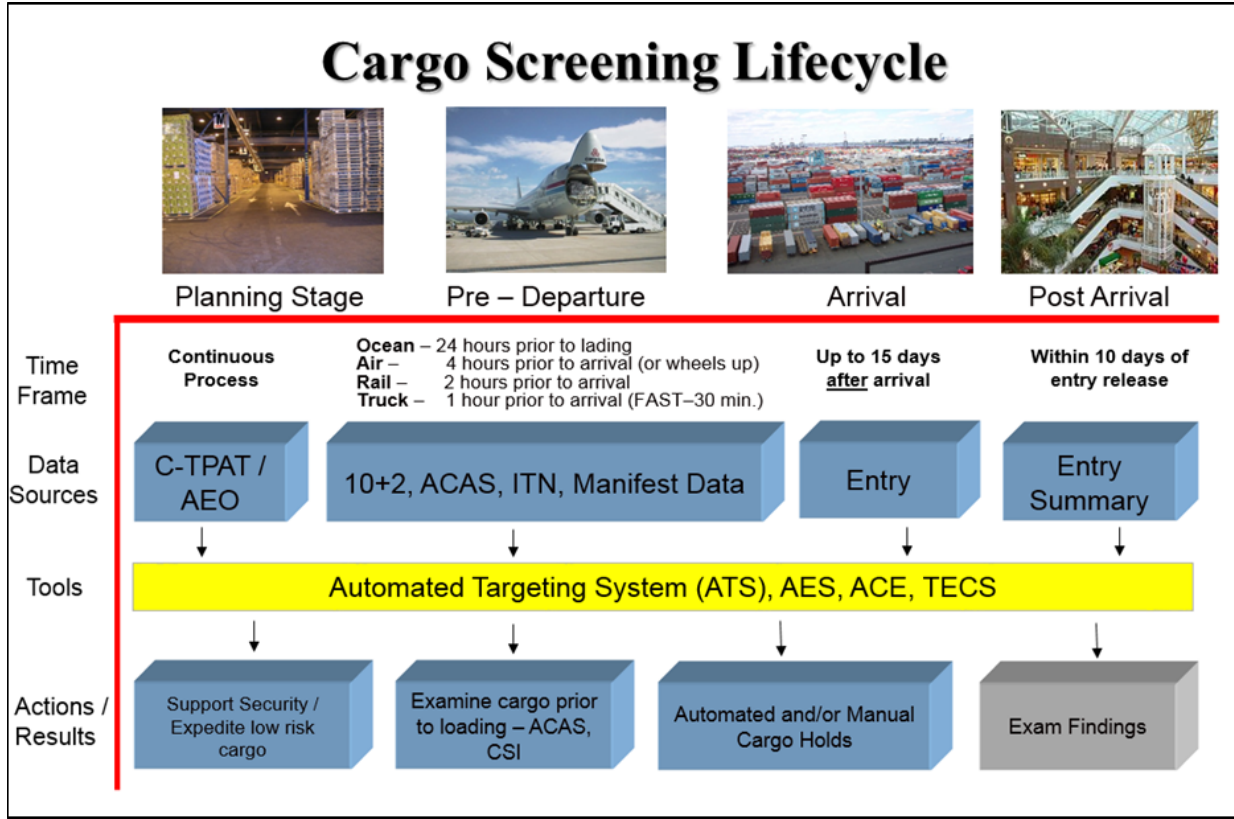 Cargo Screening Lifecycle
Planning Stage
Pre – Departure
Arrival
Post Arrival
Time
Frame
Continuous
Process
Ocean – 24 hours prior to lading
Air – 4 hours prior to arrival (or wheels up)
Rail – 2 hours prior to arrival
Truck – 1 hour prior to arrival (FAST–30 min.)
Up to 15 days
after arrival
Within 10 days of
entry release
Data
Sources
C-TPAT /
AEO
10+2, ACAS, ITN, Manifest Data
Entry
Entry
Summary
Tools
Automated Targeting System (ATS), AES, ACE, TECS
Actions /
Results
Support Security /
Expedite low risk
cargo
Examine cargo prior
to loading – ACAS,
CSI
Automated and/or Manual
Cargo Holds
Exam Findings